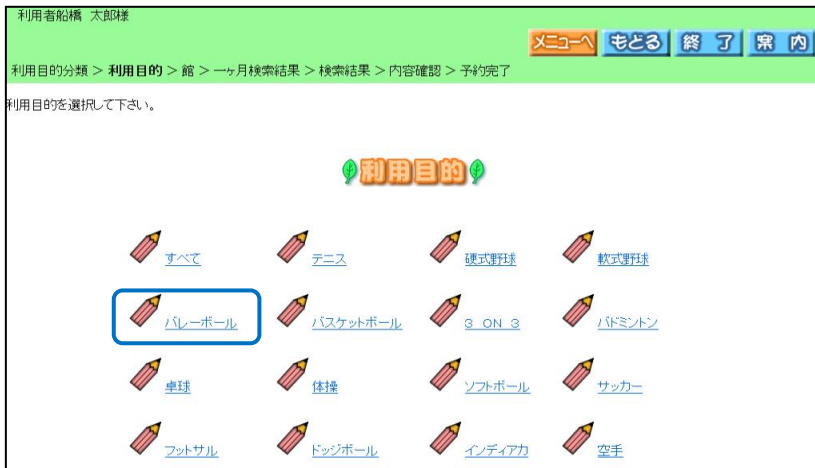 利用者船橋 太郎様
メニューへ もどる 終 了 案 内
利用目的分類 > 利用目的 > 館 > 一ヶ月検索結果 > 検索結果 > 内容確認 > 予約完了
利用目的を選択して下さい。
利用目的
すべて テニス 硬式野球 軟式野球
バレーボール バスケットボール 3 ON 3 バドミントン
卓球 体操 ソフトボール サッカー
フットサル ドッジボール インディアカ 空手